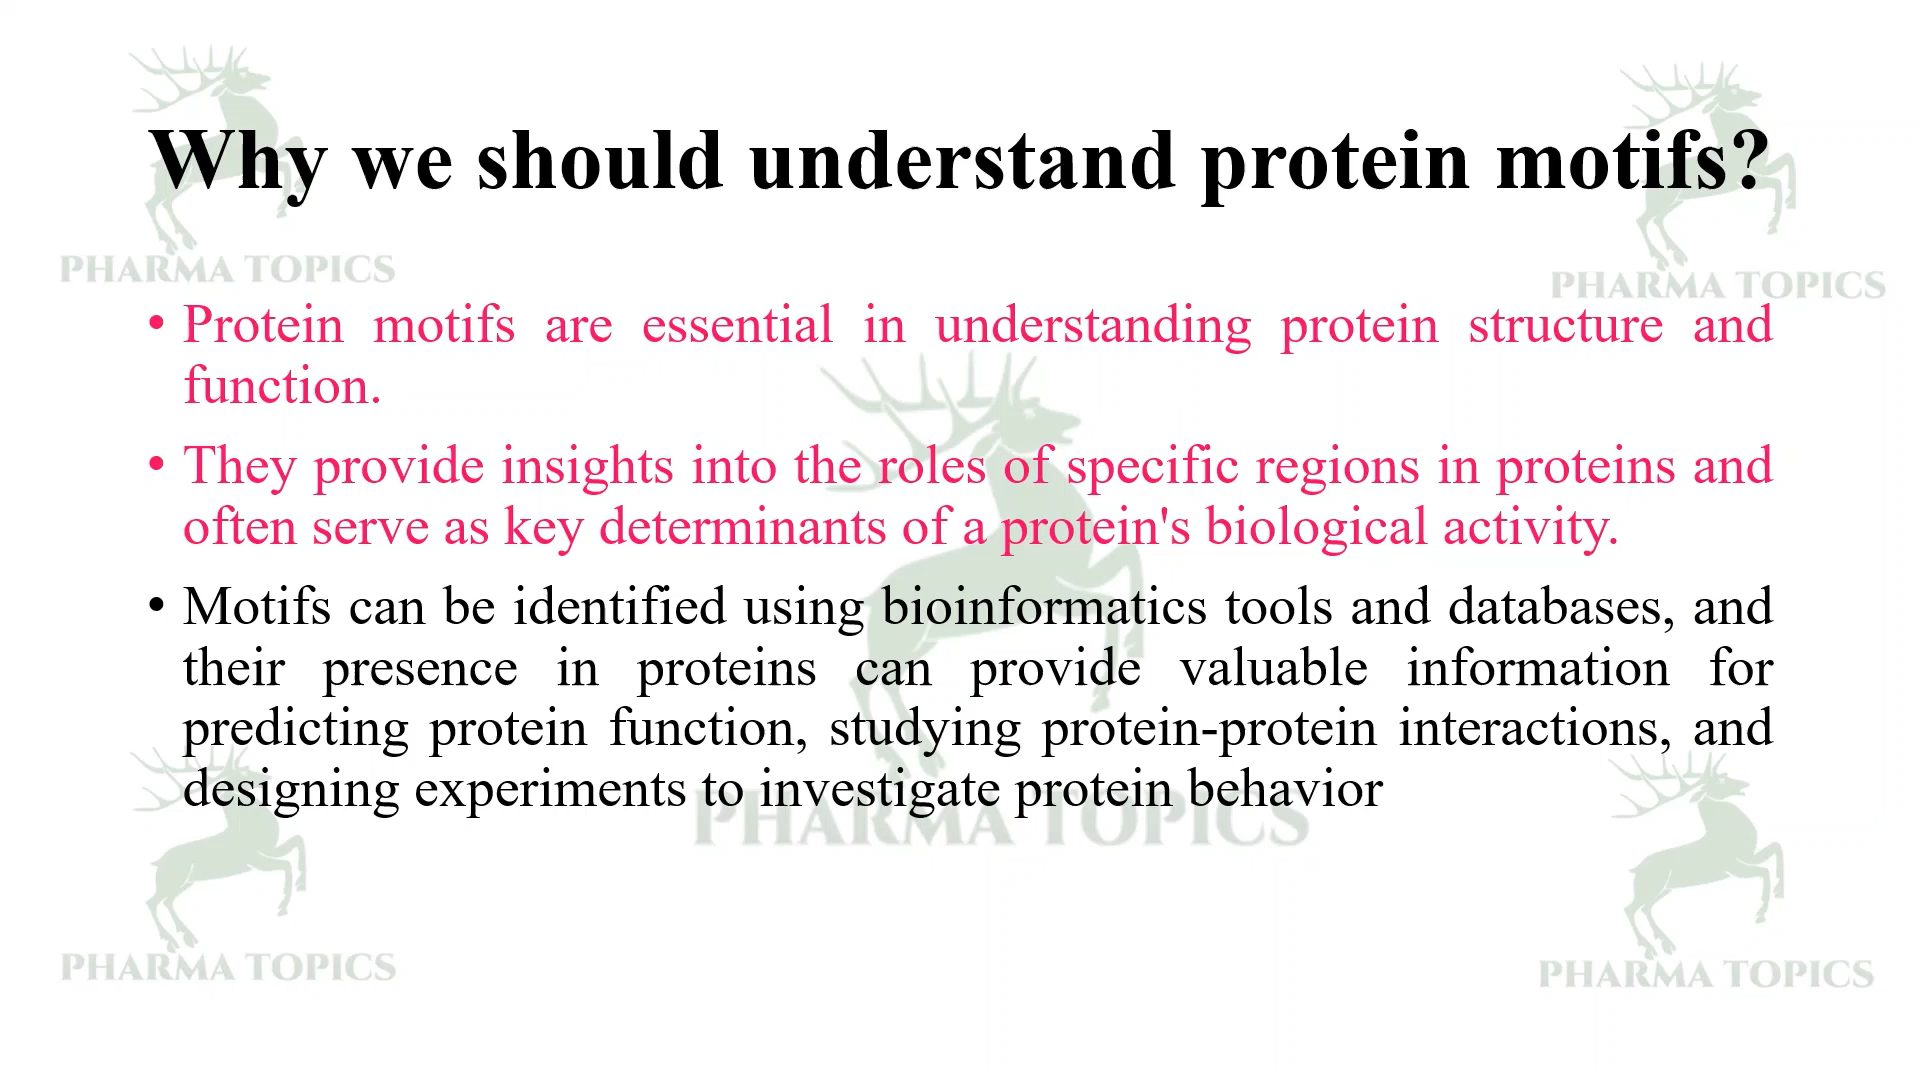 Why we should understand protein motifs?
PHARMA TOPICS
PHARMA TOPICS
• Protein motifs are essential in understanding protein structure and
function.
• They provide insights into the roles of specific regions in proteins and
often serve as key determinants of a protein's biological activity.
• Motifs can be identified using bioinformatics tools and databases, and
their presence in proteins can provide valuable information for
predicting protein function, studying protein-protein interactions, and
designing experiments to investigate protein behavior
PHARMA TOPICS
PHARMA TOPICS
PHARMA TOPICS